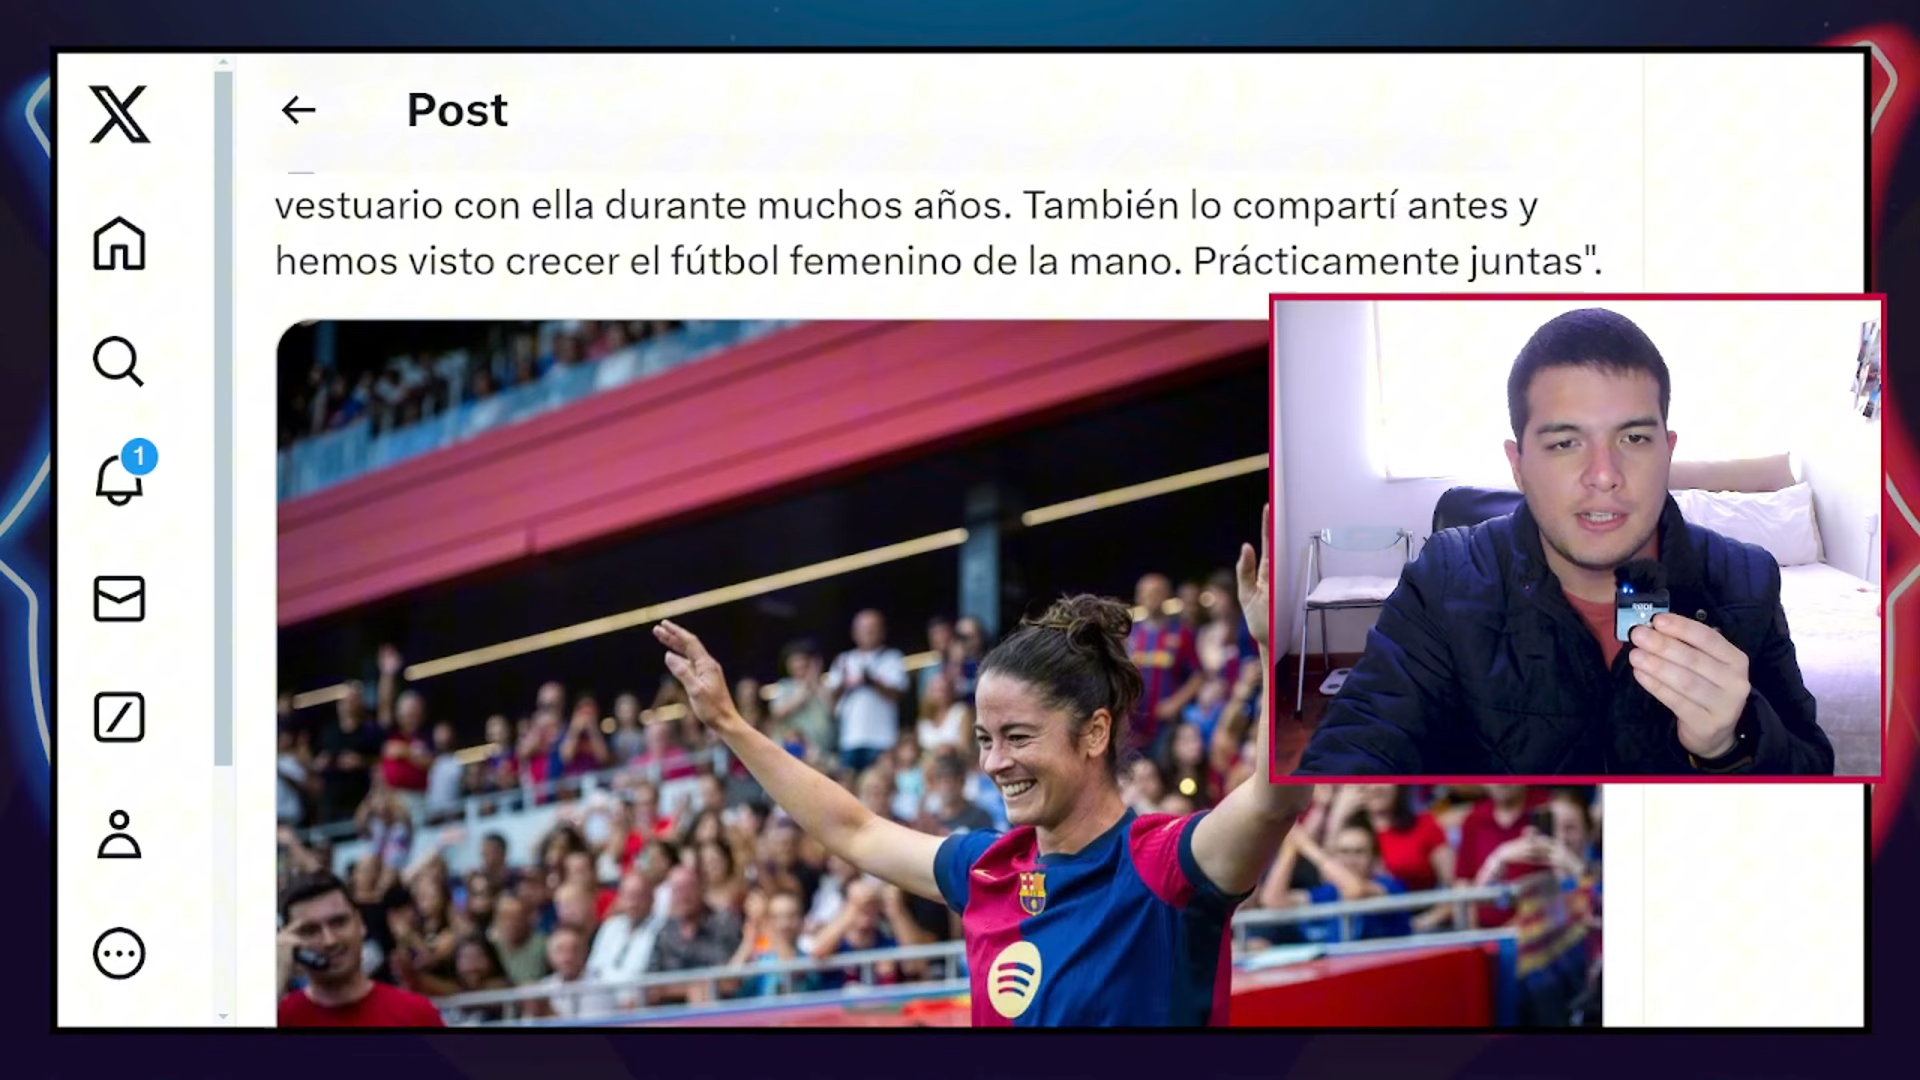 Post
vestuario con ella durante muchos años. También lo compartí antes y
hemos visto crecer el fútbol femenino de la mano. Prácticamente juntas".
1